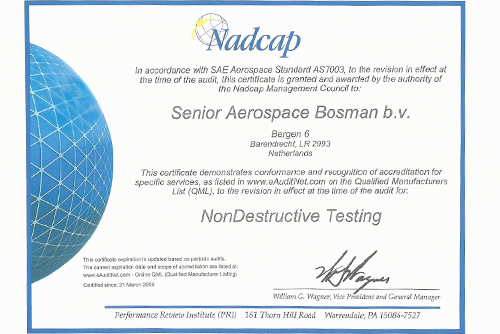 Nadcap
In accordance with SAE Aerospace Standard AS7003, to the revision in effect at
the time of the audit, this certificate is granted and awarded by the authority of
the Nadcap Management Council to:
Senior Aerospace Bosman b.v.
Bergen 6
Barendrecht, LR 2993
Netherlands
This certificate demonstrates conformance and recognition of accreditation for
specific services, as listed in www.eAuditNet.com on the Qualified Manufacturers
List (QML), to the revision in effect at the time of the audit for:
NonDestructive Testing
This certificate expiration is updated based on periodic audits.
The current expiration date and scope of accreditation are listed at:
www.eAuditNet.com - Online QML (Qualified Manufacturer Listing)
Certified since: 31 March 2009
William G. Wagner, Vice President and General Manager
Performance Review Institute (PRI) 161 Thorn Hill Road Warrendale, PA 15086-7527